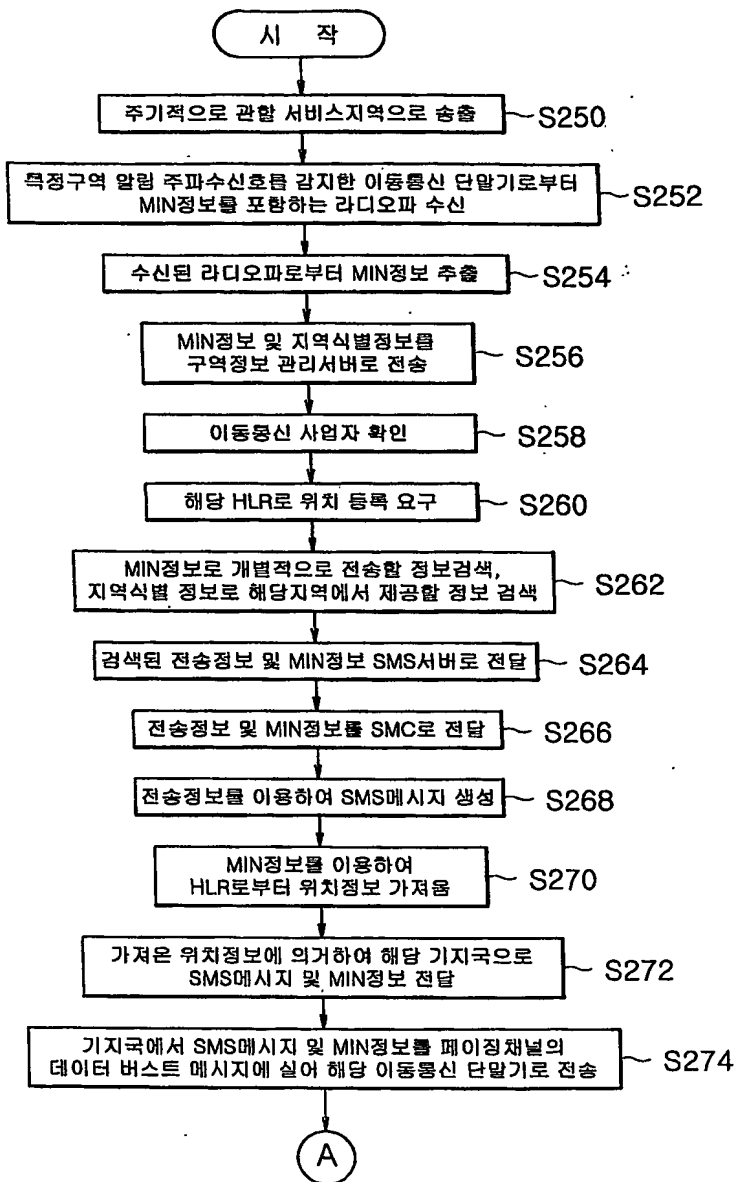 시 작
주기적으로 관할 서비스지역으로 송출
S250
특정구역 알림 주파수신호를 감지한 이동통신 단말기로부터
MIN정보를 포함하는 라디오파 수신
S252
수신된 라디오파로부터 MIN정보 추출
S254
MIN정보 및 지역식별정보를
구역정보 관리서버로 전송
S256
이동통신 사업자 확인
S258
해당 HLR로 위치 등록 요구
S260
MIN정보로 개별적으로 전송할 정보검색,
지역식별 정보로 해당지역에서 제공할 정보 검색
S262
검색된 전송정보 및 MIN정보 SMS서버로 전달
S264
전송정보 및 MIN정보를 SMC로 전달
S266
전송정보를 이용하여 SMS메시지 생성
S268
MIN정보를 이용하여
HLR로부터 위치정보 가져옴
S270
가져온 위치정보에 의거하여 해당 기지국으로
SMS메시지 및 MIN정보 전달
S272
기지국에서 SMS메시지 및 MIN정보를 페이징채널의
데이터 버스트 메시지에 실어 해당 이동통신 단말기로 전송
S274
A